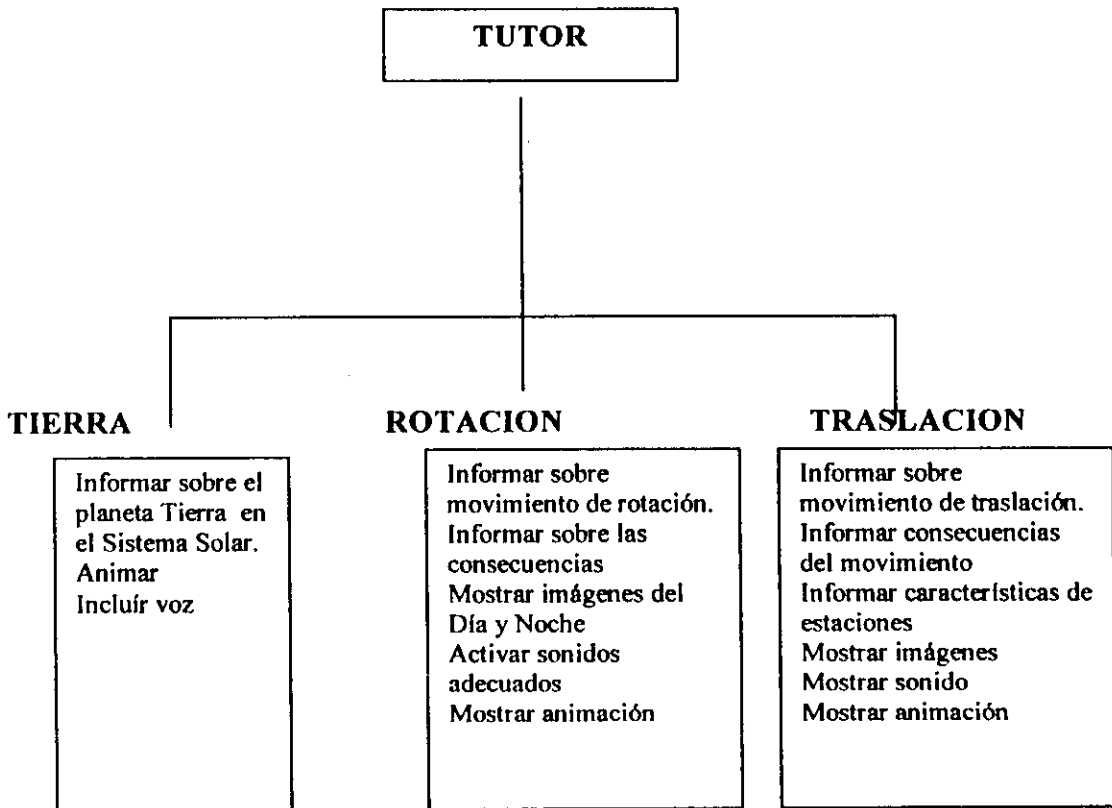 TUTOR
TIERRA
Informar sobre el
planeta Tierra en
el Sistema Solar.
Animar
Incluír voz
ROTACION
Informar sobre
movimiento de rotación.
Informar sobre las
consecuencias
Mostrar imágenes del
Día y Noche
Activar sonidos
adecuados
Mostrar animación
TRASLACION
Informar sobre
movimiento de traslación.
Informar consecuencias
del movimiento
Informar características de
estaciones
Mostrar imágenes
Mostrar sonido
Mostrar animación